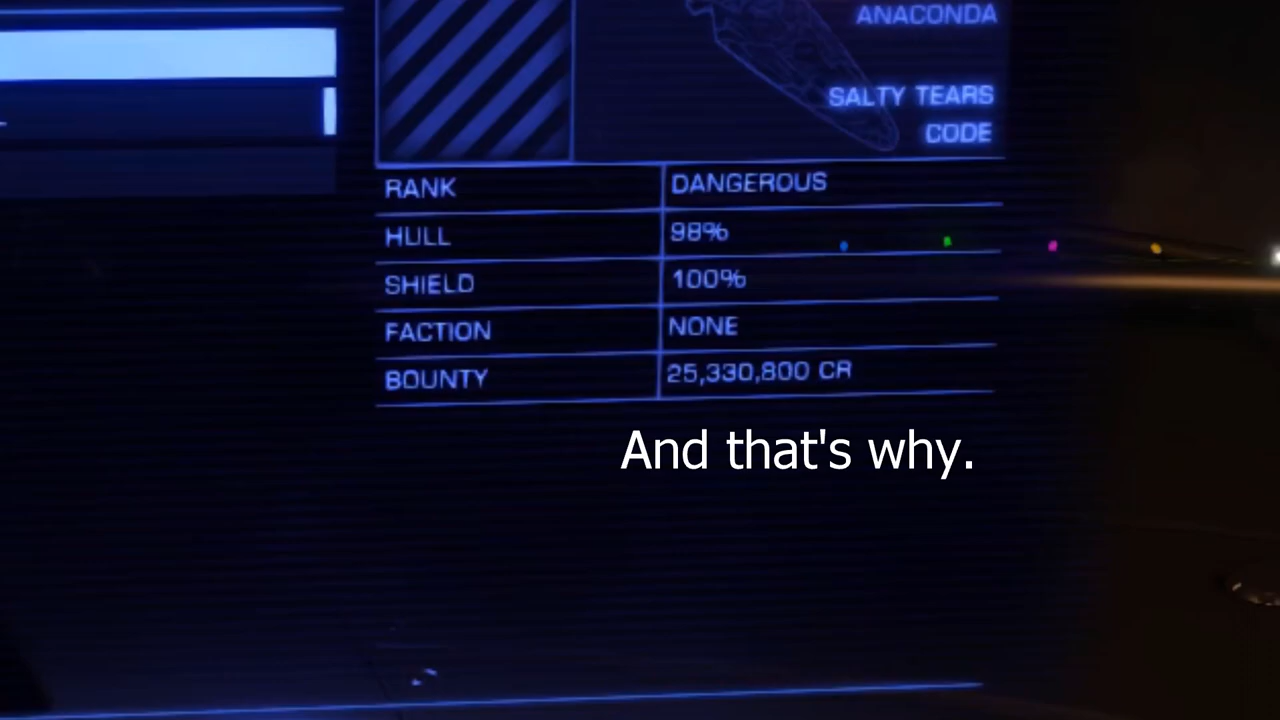 ANACONDA
SALTY TEARS
CODE
RANK DANGEROUS
HULL 98%
SHIELD 100%
FACTION NONE
BOUNTY 25,330,800 CR
And that's why.